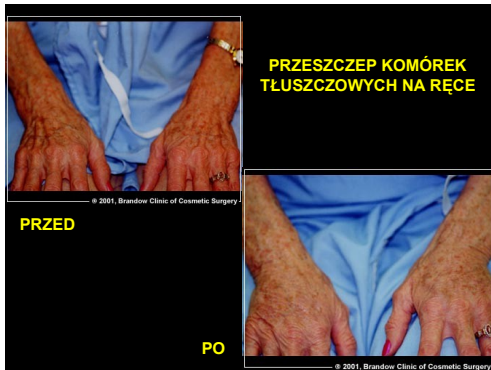 PRZESZCZEP KOMÓREK
TŁUSZCZOWYCH NA RĘCE
® 2001, Brandow Clinic of Cosmetic Surgery
PRZED
PO
® 2001, Brandow Clinic of Cosmetic Surgery